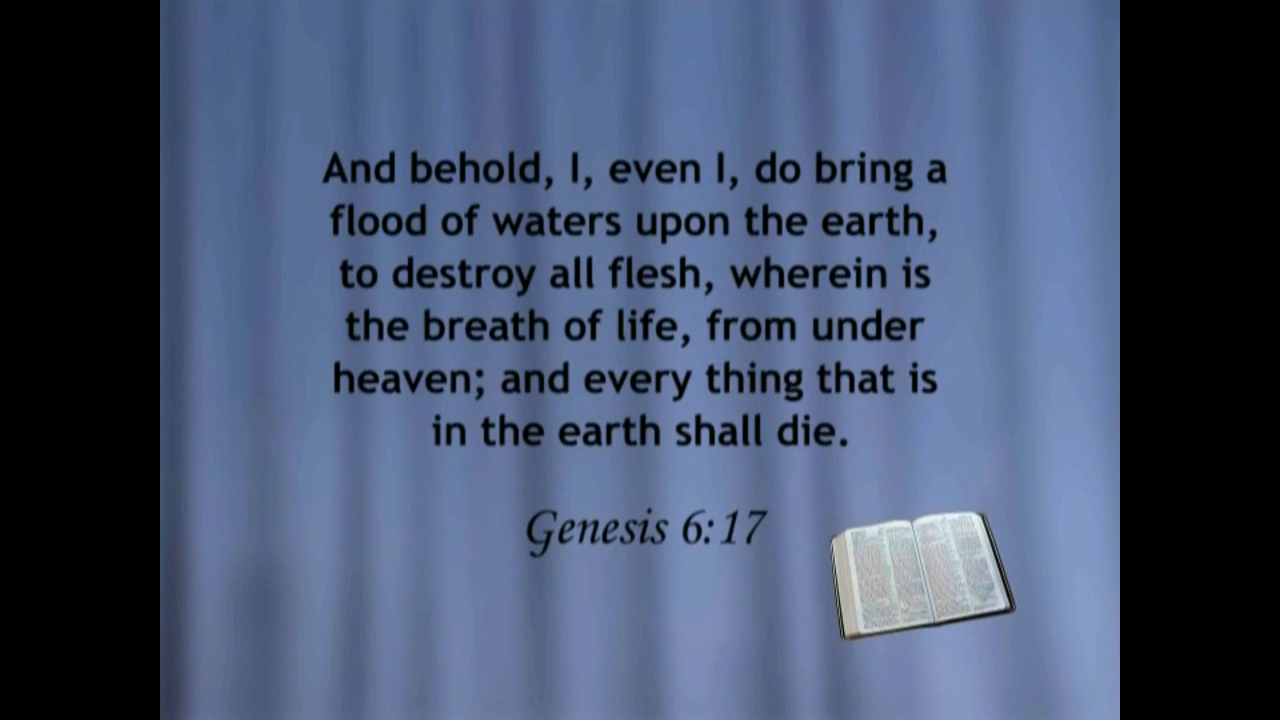 And behold, I, even I, do bring a
flood of waters upon the earth,
to destroy all flesh, wherein is
the breath of life, from under
heaven; and every thing that is
in the earth shall die.
Genesis 6:17